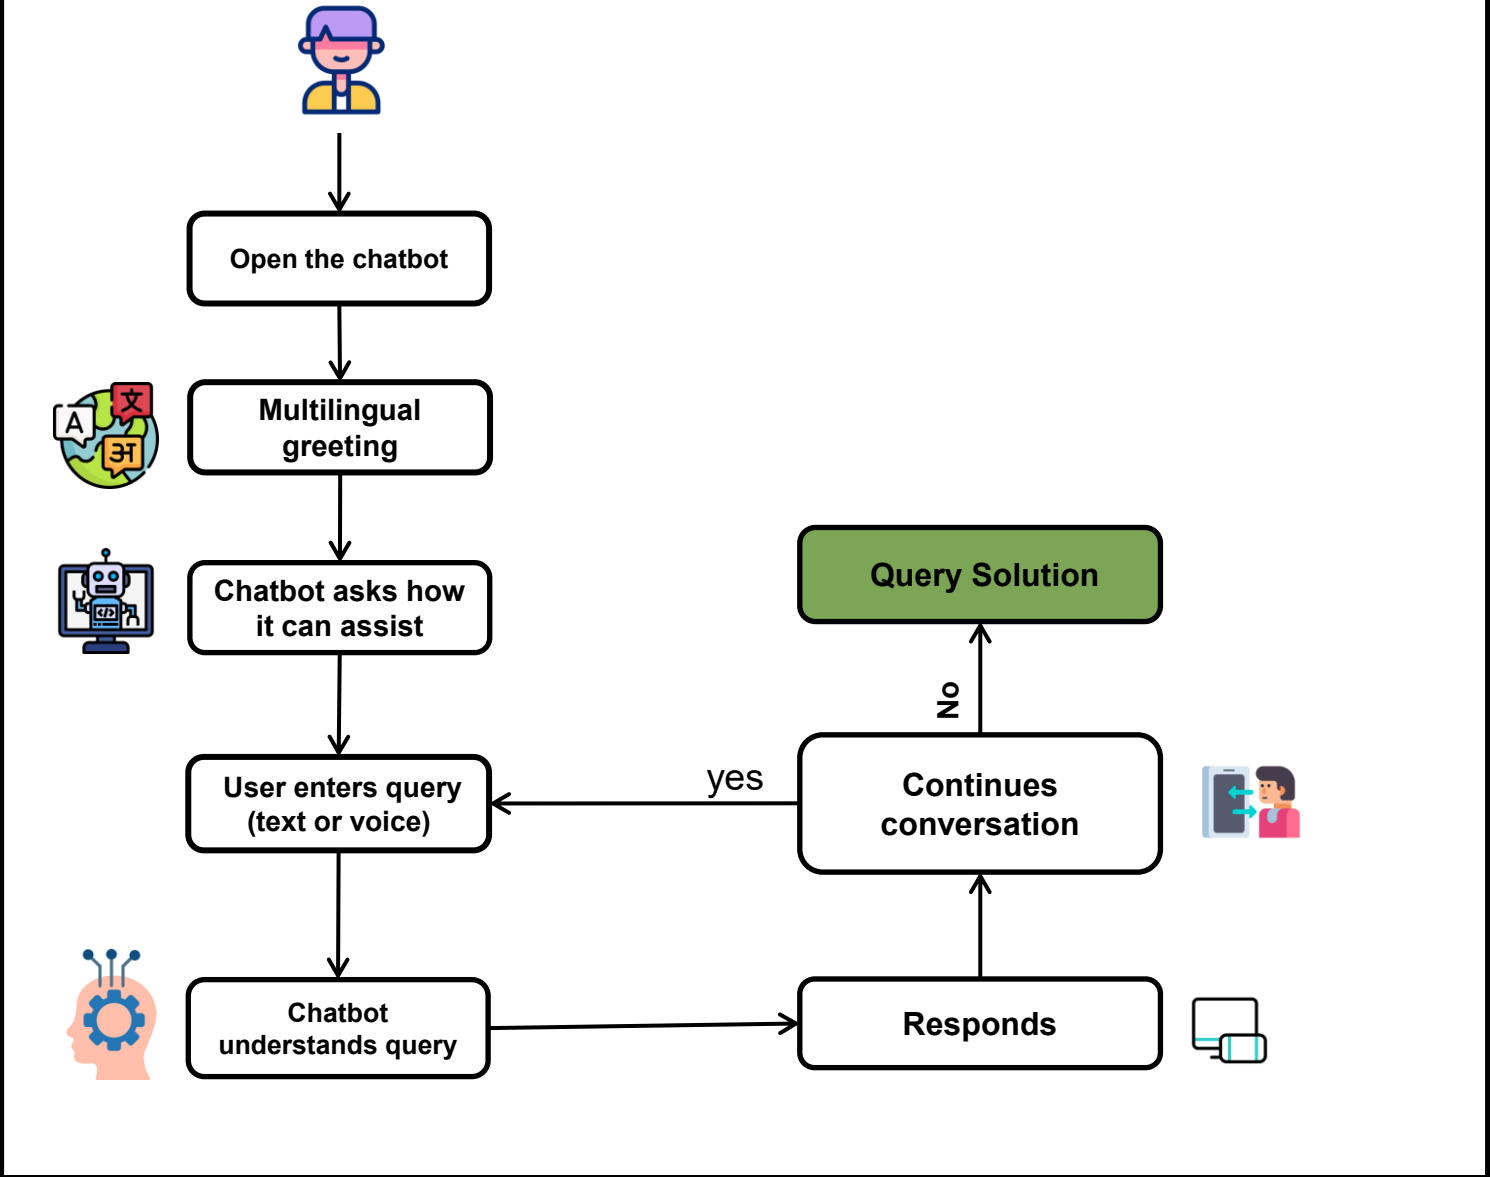 Open the chatbot
Multilingual
greeting
A
文
अ
Chatbot asks how
it can assist
</>
User enters query
(text or voice)
Chatbot
understands query
Responds
Continues
conversation
yes
No
Query Solution